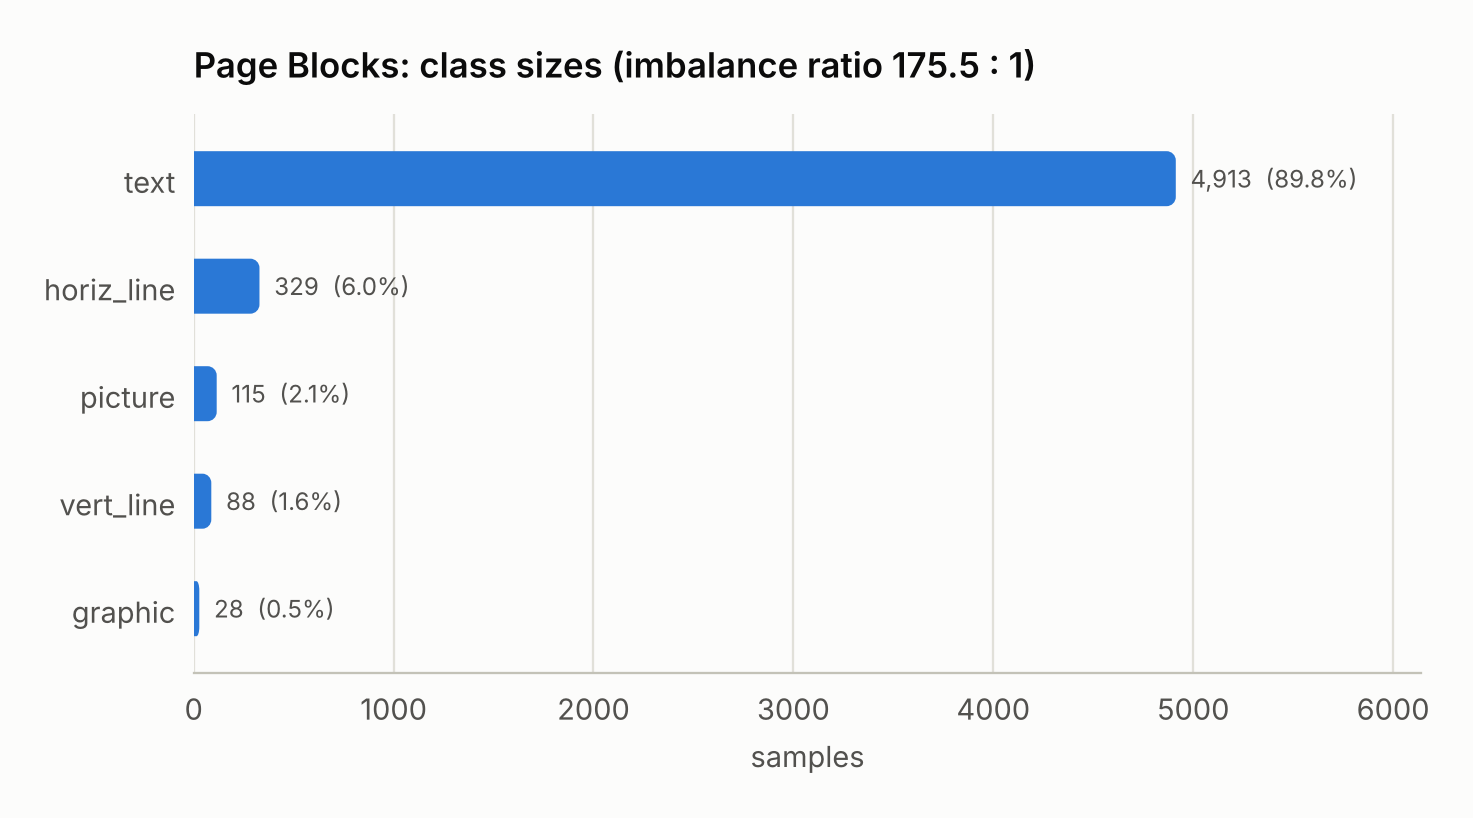 Page Blocks: class sizes (imbalance ratio 175.5 : 1)
text 4,913 (89.8%)
horiz_line 329 (6.0%)
picture 115 (2.1%)
vert_line 88 (1.6%)
graphic 28 (0.5%)
0 1000 2000 3000 4000 5000 6000
samples